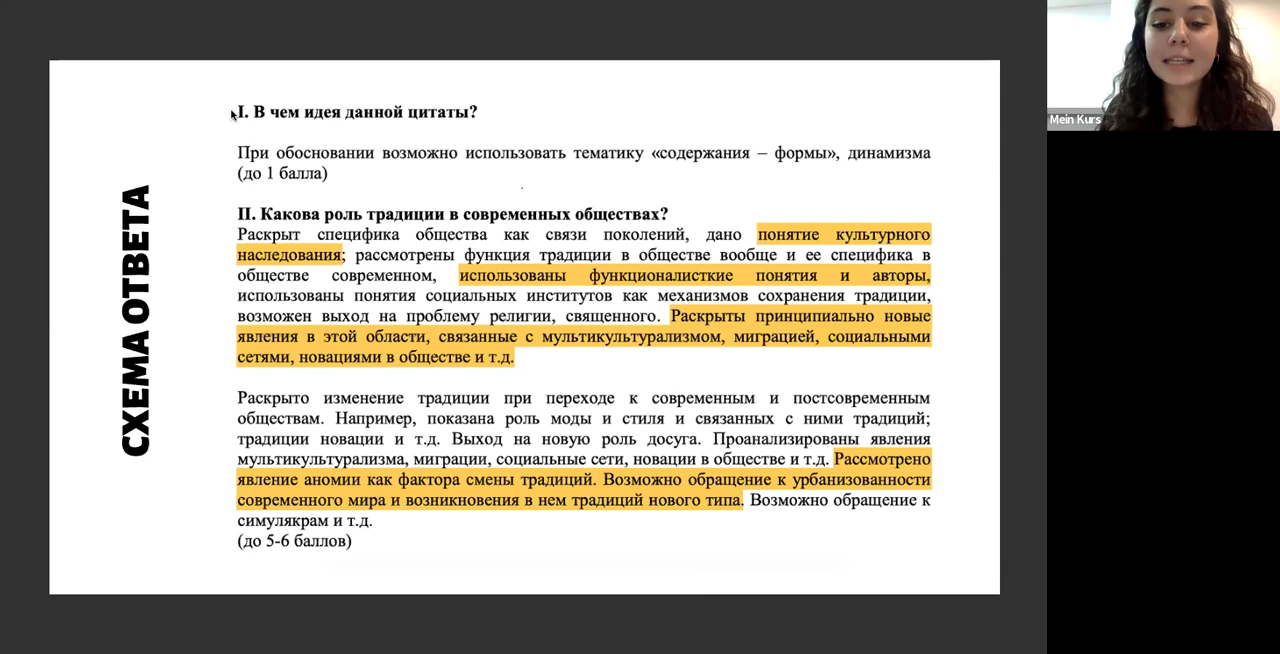 СХЕМА ОТВЕТА
I. В чем идея данной цитаты?
При обосновании возможно использовать тематику «содержания – формы», динамизма
(до 1 балла)
II. Какова роль традиции в современных обществах?
Раскрыт специфика общества как связи поколений, дано понятие культурного
наследования; рассмотрены функция традиции в обществе вообще и ее специфика в
обществе современном, использованы функционалисткие понятия и авторы,
использованы понятия социальных институтов как механизмов сохранения традиции,
возможен выход на проблему религии, священного. Раскрыты принципиально новые
явления в этой области, связанные с мультикультурализмом, миграцией, социальными
сетями, новациями в обществе и т.д.
Раскрыто изменение традиции при переходе к современным и постсовременным
обществам. Например, показана роль моды и стиля и связанных с ними традиций;
традиции новации и т.д. Выход на новую роль досуга. Проанализированы явления
мультикультурализма, миграции, социальные сети, новации в обществе и т.д. Рассмотрено
явление аномии как фактора смены традиций. Возможно обращение к урбанизованности
современного мира и возникновения в нем традиций нового типа. Возможно обращение к
симулякрам и т.д.
(до 5-6 баллов)
Mein Kurs